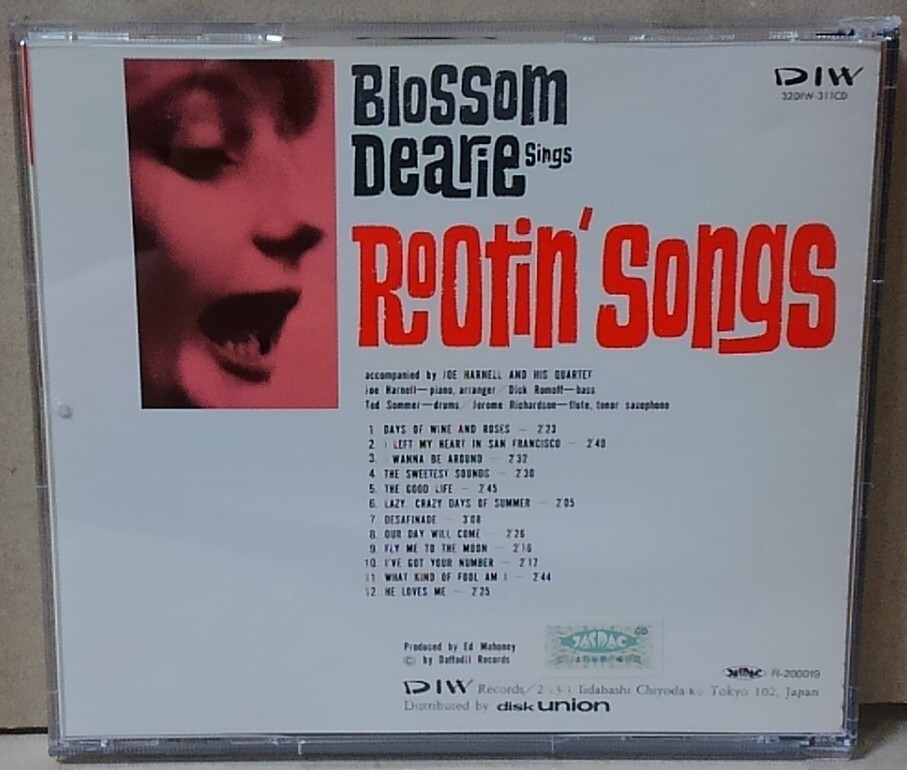 Blossom
Dearie Sings
Rootin' Songs
DIW
32DIW-311CD
accompanied by JOE HARNELL AND HIS QUARTET
Joe Harnell—piano, arranger / Dick Romoff—bass
Ted Sommer—drums / Jerome Richardson—flute, tenor saxophone
1. DAYS OF WINE AND ROSES — 2'23
2. I LEFT MY HEART IN SAN FRANCISCO — 2'40
3. I WANNA BE AROUND — 2'32
4. THE SWEETEST SOUNDS — 2'30
5. THE GOOD LIFE — 2'45
6. LAZY CRAZY DAYS OF SUMMER — 2'05
7. DESAFINADE — 3'08
8. OUR DAY WILL COME — 2'26
9. FLY ME TO THE MOON — 2'16
10. I'VE GOT YOUR NUMBER — 2'17
11. WHAT KIND OF FOOL AM I — 2'44
12. HE LOVES ME — 2'25
Produced by Ed Mahoney
© by Daffodil Records
JASRAC
JASRAC R-200019
DIW Records/2-3-1 Iidabashi Chiyoda-ku Tokyo 102, Japan
Distributed by disk union